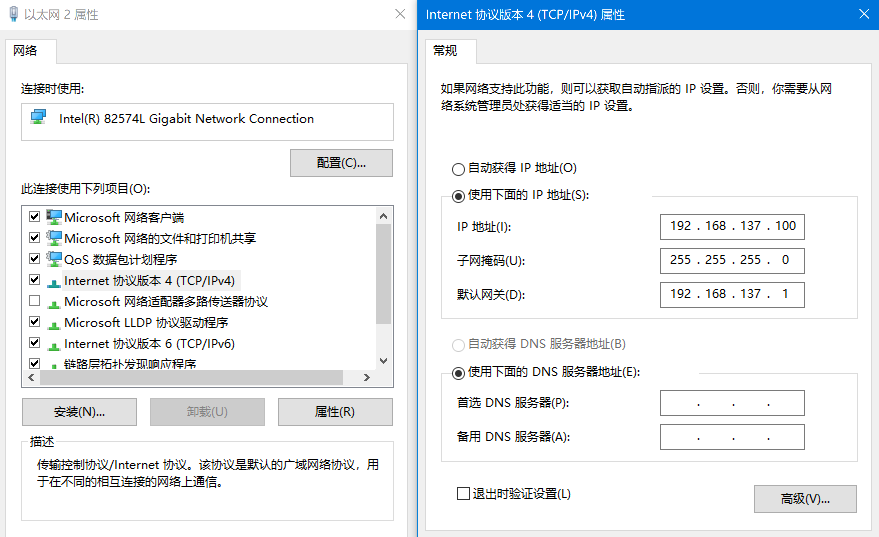 以太网 2 属性
网络
连接时使用:
Intel(R) 82574L Gigabit Network Connection
配置(C)...
此连接使用下列项目(O):
Microsoft 网络客户端
Microsoft 网络的文件和打印机共享
QoS 数据包计划程序
Internet 协议版本 4 (TCP/IPv4)
Microsoft 网络适配器多路传送器协议
Microsoft LLDP 协议驱动程序
Internet 协议版本 6 (TCP/IPv6)
链路层拓扑发现响应程序
安装(N)...
卸载(U)
属性(R)
描述
传输控制协议/Internet 协议。该协议是默认的广域网络协议，用
于在不同的相互连接的网络上通信。
Internet 协议版本 4 (TCP/IPv4) 属性
常规
如果网络支持此功能，则可以获取自动指派的 IP 设置。否则，你需要从网
络系统管理员处获得适当的 IP 设置。
自动获得 IP 地址(O)
使用下面的 IP 地址(S):
IP 地址(I):
192 . 168 . 137 . 100
子网掩码(U):
255 . 255 . 255 . 0
默认网关(D):
192 . 168 . 137 . 1
自动获得 DNS 服务器地址(B)
使用下面的 DNS 服务器地址(E):
首选 DNS 服务器(P):
. . .
备用 DNS 服务器(A):
. . .
退出时验证设置(L)
高级(V)...